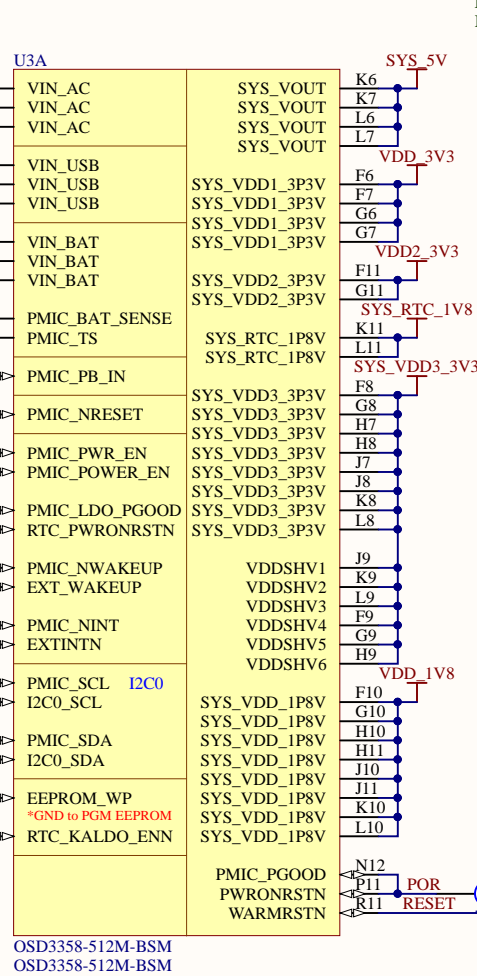 U3A
SYS_5V
VIN_AC SYS_VOUT K6
VIN_AC SYS_VOUT K7
VIN_AC SYS_VOUT L6
SYS_VOUT L7
VDD_3V3
VIN_USB
VIN_USB SYS_VDD1_3P3V F6
VIN_USB SYS_VDD1_3P3V F7
SYS_VDD1_3P3V G6
VIN_BAT SYS_VDD1_3P3V G7
VDD2_3V3
VIN_BAT
VIN_BAT SYS_VDD2_3P3V F11
SYS_VDD2_3P3V G11
SYS_RTC_1V8
PMIC_BAT_SENSE
PMIC_TS SYS_RTC_1P8V K11
SYS_RTC_1P8V L11
SYS_VDD3_3V3
PMIC_PB_IN
SYS_VDD3_3P3V F8
PMIC_NRESET SYS_VDD3_3P3V G8
SYS_VDD3_3P3V H7
PMIC_PWR_EN SYS_VDD3_3P3V H8
PMIC_POWER_EN SYS_VDD3_3P3V J7
SYS_VDD3_3P3V J8
PMIC_LDO_PGOOD SYS_VDD3_3P3V K8
RTC_PWRONRSTN SYS_VDD3_3P3V L8
PMIC_NWAKEUP VDDSHV1 J9
EXT_WAKEUP VDDSHV2 K9
VDDSHV3 L9
PMIC_NINT VDDSHV4 F9
EXTINTN VDDSHV5 G9
VDDSHV6 H9
VDD_1V8
PMIC_SCL I2C0
I2C0_SCL SYS_VDD_1P8V F10
SYS_VDD_1P8V G10
PMIC_SDA SYS_VDD_1P8V H10
I2C0_SDA SYS_VDD_1P8V H11
SYS_VDD_1P8V J10
EEPROM_WP SYS_VDD_1P8V J11
*GND to PGM EEPROM SYS_VDD_1P8V K10
RTC_KALDO_ENN SYS_VDD_1P8V L10
PMIC_PGOOD N12
PWRONRSTN P11 POR
WARMRSTN R11 RESET
OSD3358-512M-BSM
OSD3358-512M-BSM